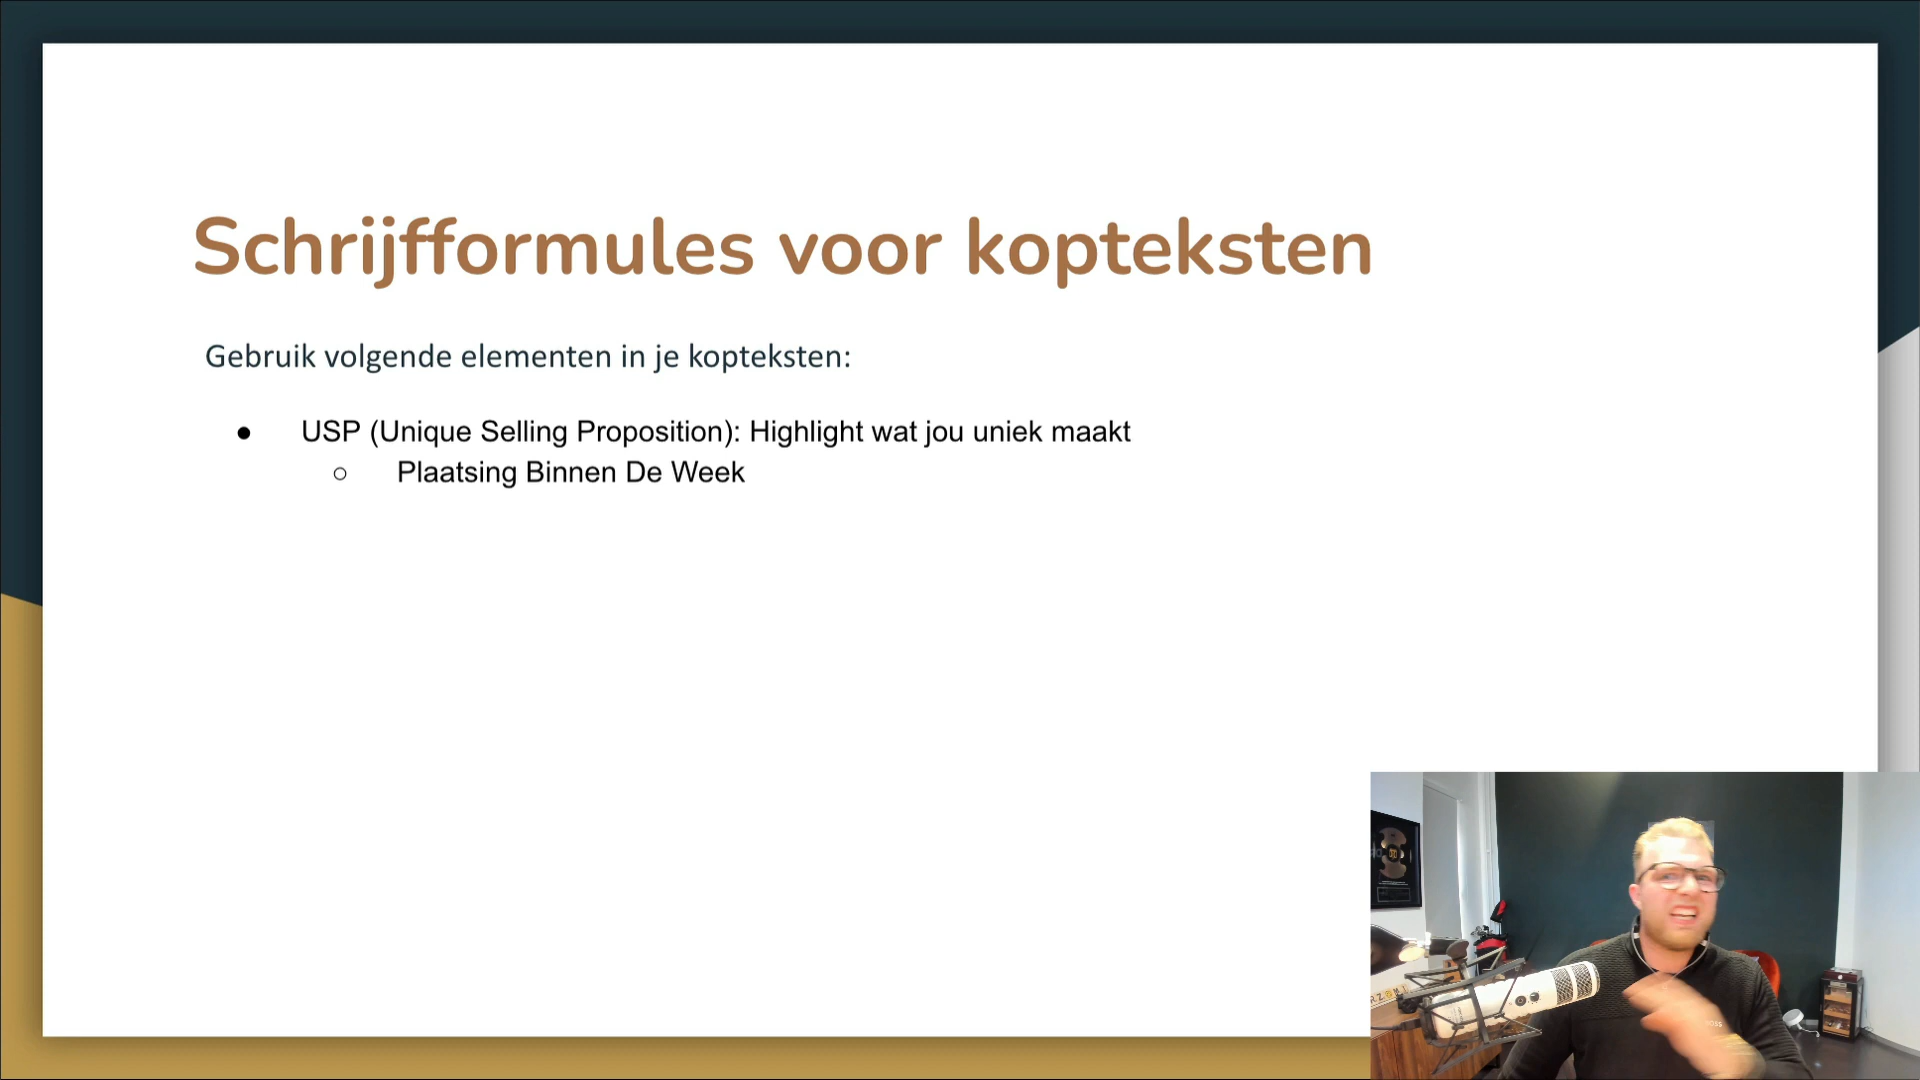 Schrijfformules voor kopteksten
Gebruik volgende elementen in je kopteksten:
● USP (Unique Selling Proposition): Highlight wat jou uniek maakt
○ Plaatsing Binnen De Week